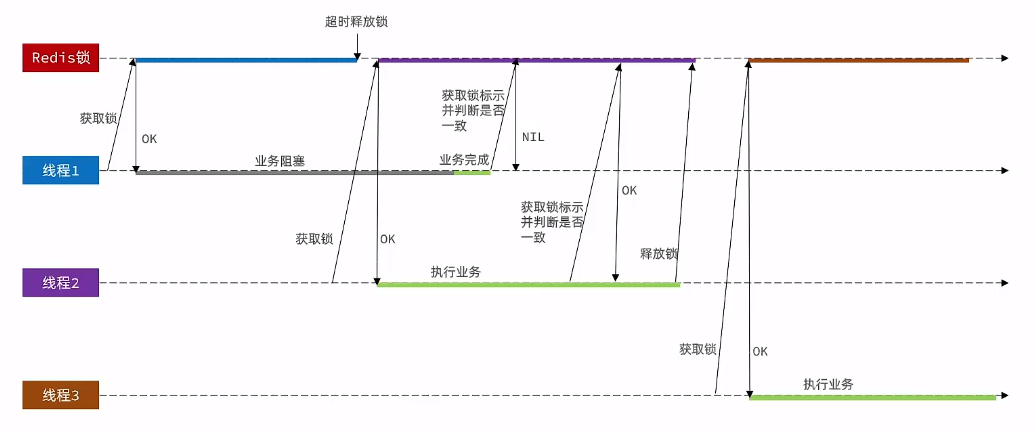 超时释放锁
Redis锁
获取锁
OK
获取锁标示
并判断是否
一致
NIL
线程1
业务阻塞
业务完成
获取锁标示
并判断是否
一致
OK
获取锁
OK
释放锁
线程2
执行业务
获取锁
OK
线程3
执行业务